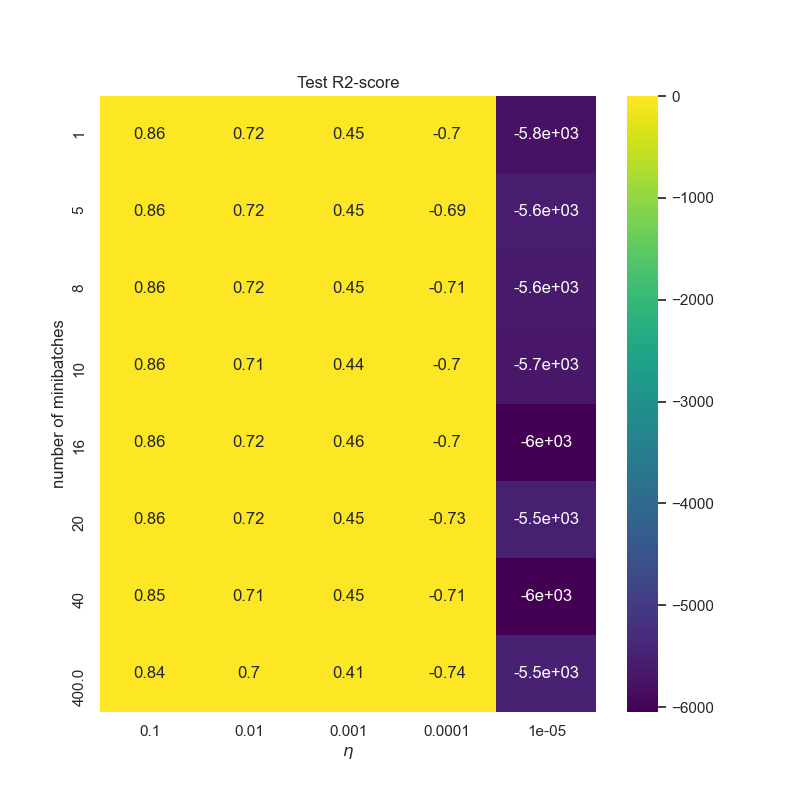 Test R2-score
number of minibatches
1 0.86 0.72 0.45 -0.7 -5.8e+03
5 0.86 0.72 0.45 -0.69 -5.6e+03
8 0.86 0.72 0.45 -0.71 -5.6e+03
10 0.86 0.71 0.44 -0.7 -5.7e+03
16 0.86 0.72 0.46 -0.7 -6e+03
20 0.86 0.72 0.45 -0.73 -5.5e+03
40 0.85 0.71 0.45 -0.71 -6e+03
400.0 0.84 0.7 0.41 -0.74 -5.5e+03
0.1 0.01 0.001 0.0001 1e-05
η
0
−1000
−2000
−3000
−4000
−5000
−6000